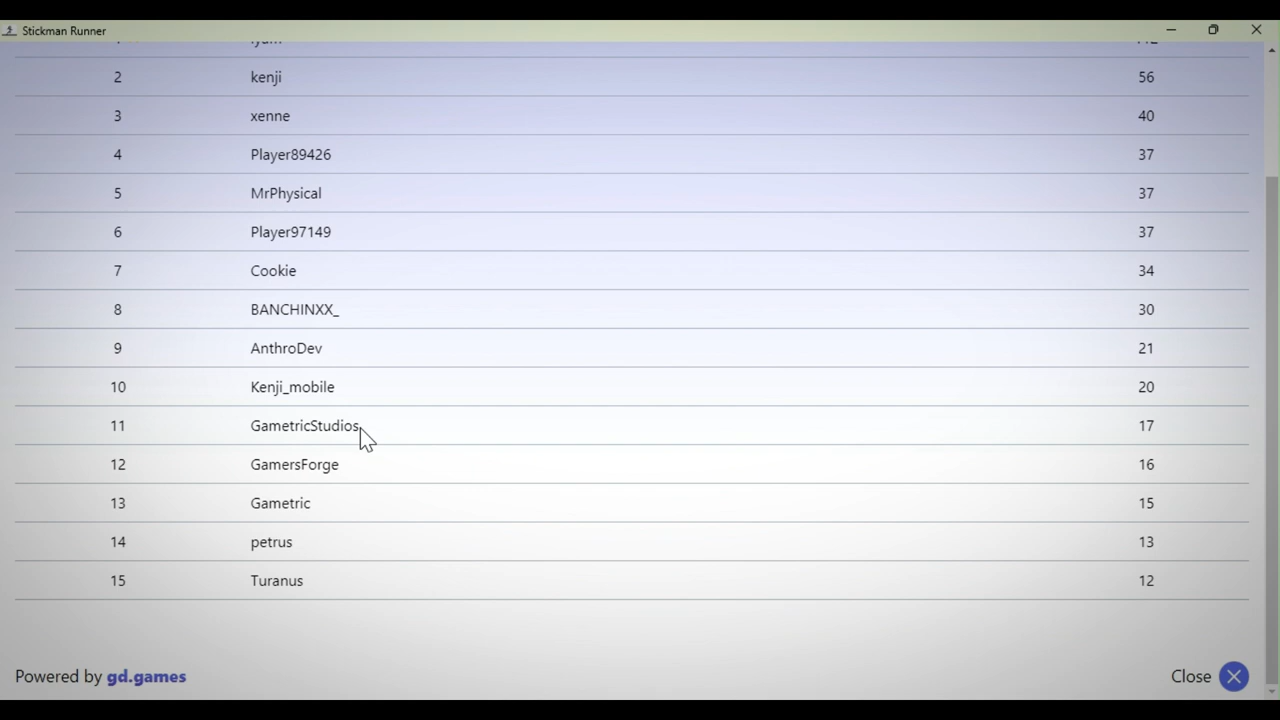 Stickman Runner
2 kenji 56
3 xenne 40
4 Player89426 37
5 MrPhysical 37
6 Player97149 37
7 Cookie 34
8 BANCHINXX_ 30
9 AnthroDev 21
10 Kenji_mobile 20
11 GametricStudios 17
12 GamersForge 16
13 Gametric 15
14 petrus 13
15 Turanus 12
Powered by gd.games
Close